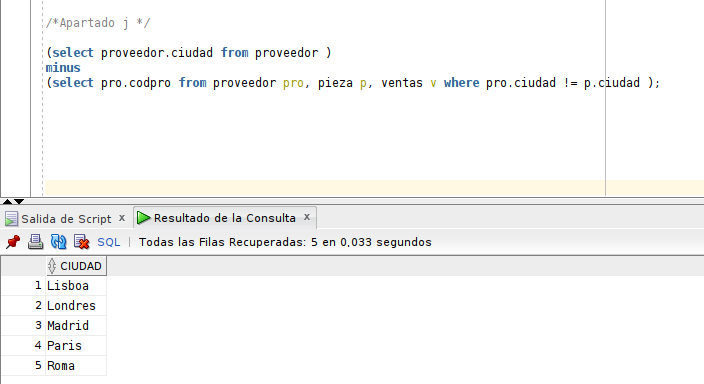 /*Apartado j */
(select proveedor.ciudad from proveedor )
minus
(select pro.codpro from proveedor pro, pieza p, ventas v where pro.ciudad != p.ciudad );
Salida de Script x
Resultado de la Consulta x
SQL | Todas las Filas Recuperadas: 5 en 0,033 segundos
CIUDAD
1 Lisboa
2 Londres
3 Madrid
4 Paris
5 Roma